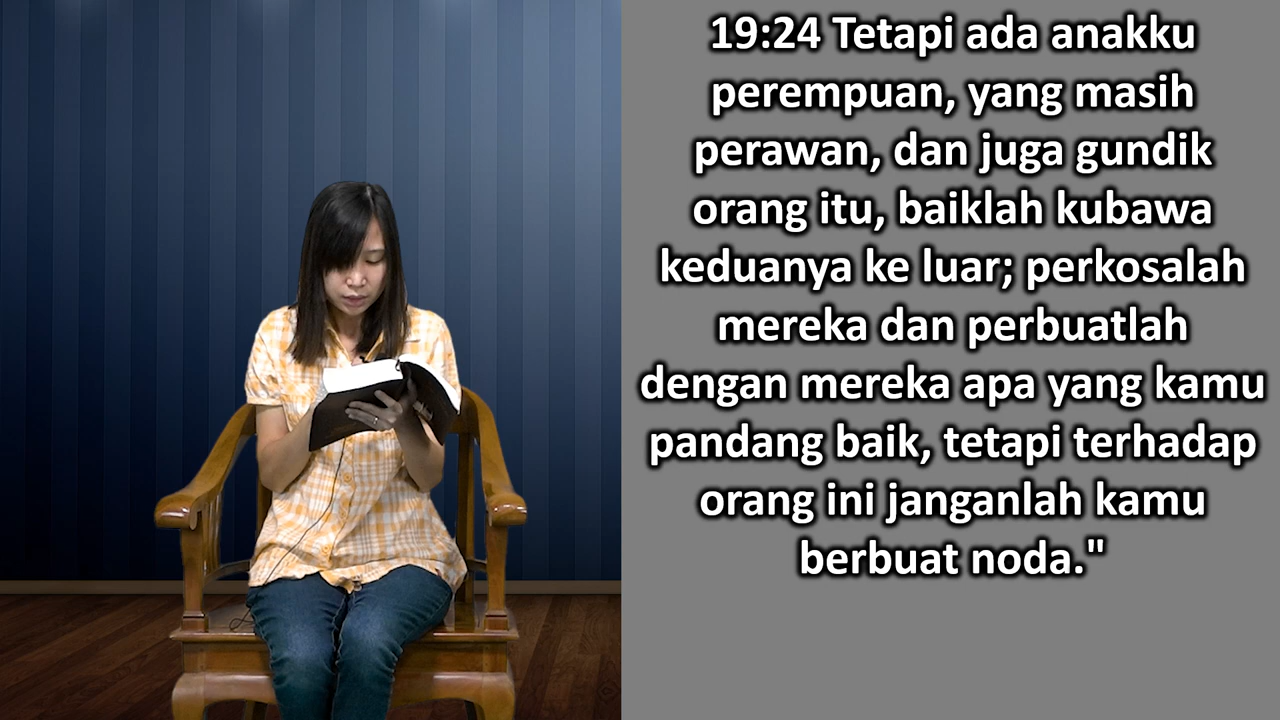 19:24 Tetapi ada anakku
perempuan, yang masih
perawan, dan juga gundik
orang itu, baiklah kubawa
keduanya ke luar; perkosalah
mereka dan perbuatlah
dengan mereka apa yang kamu
pandang baik, tetapi terhadap
orang ini janganlah kamu
berbuat noda."